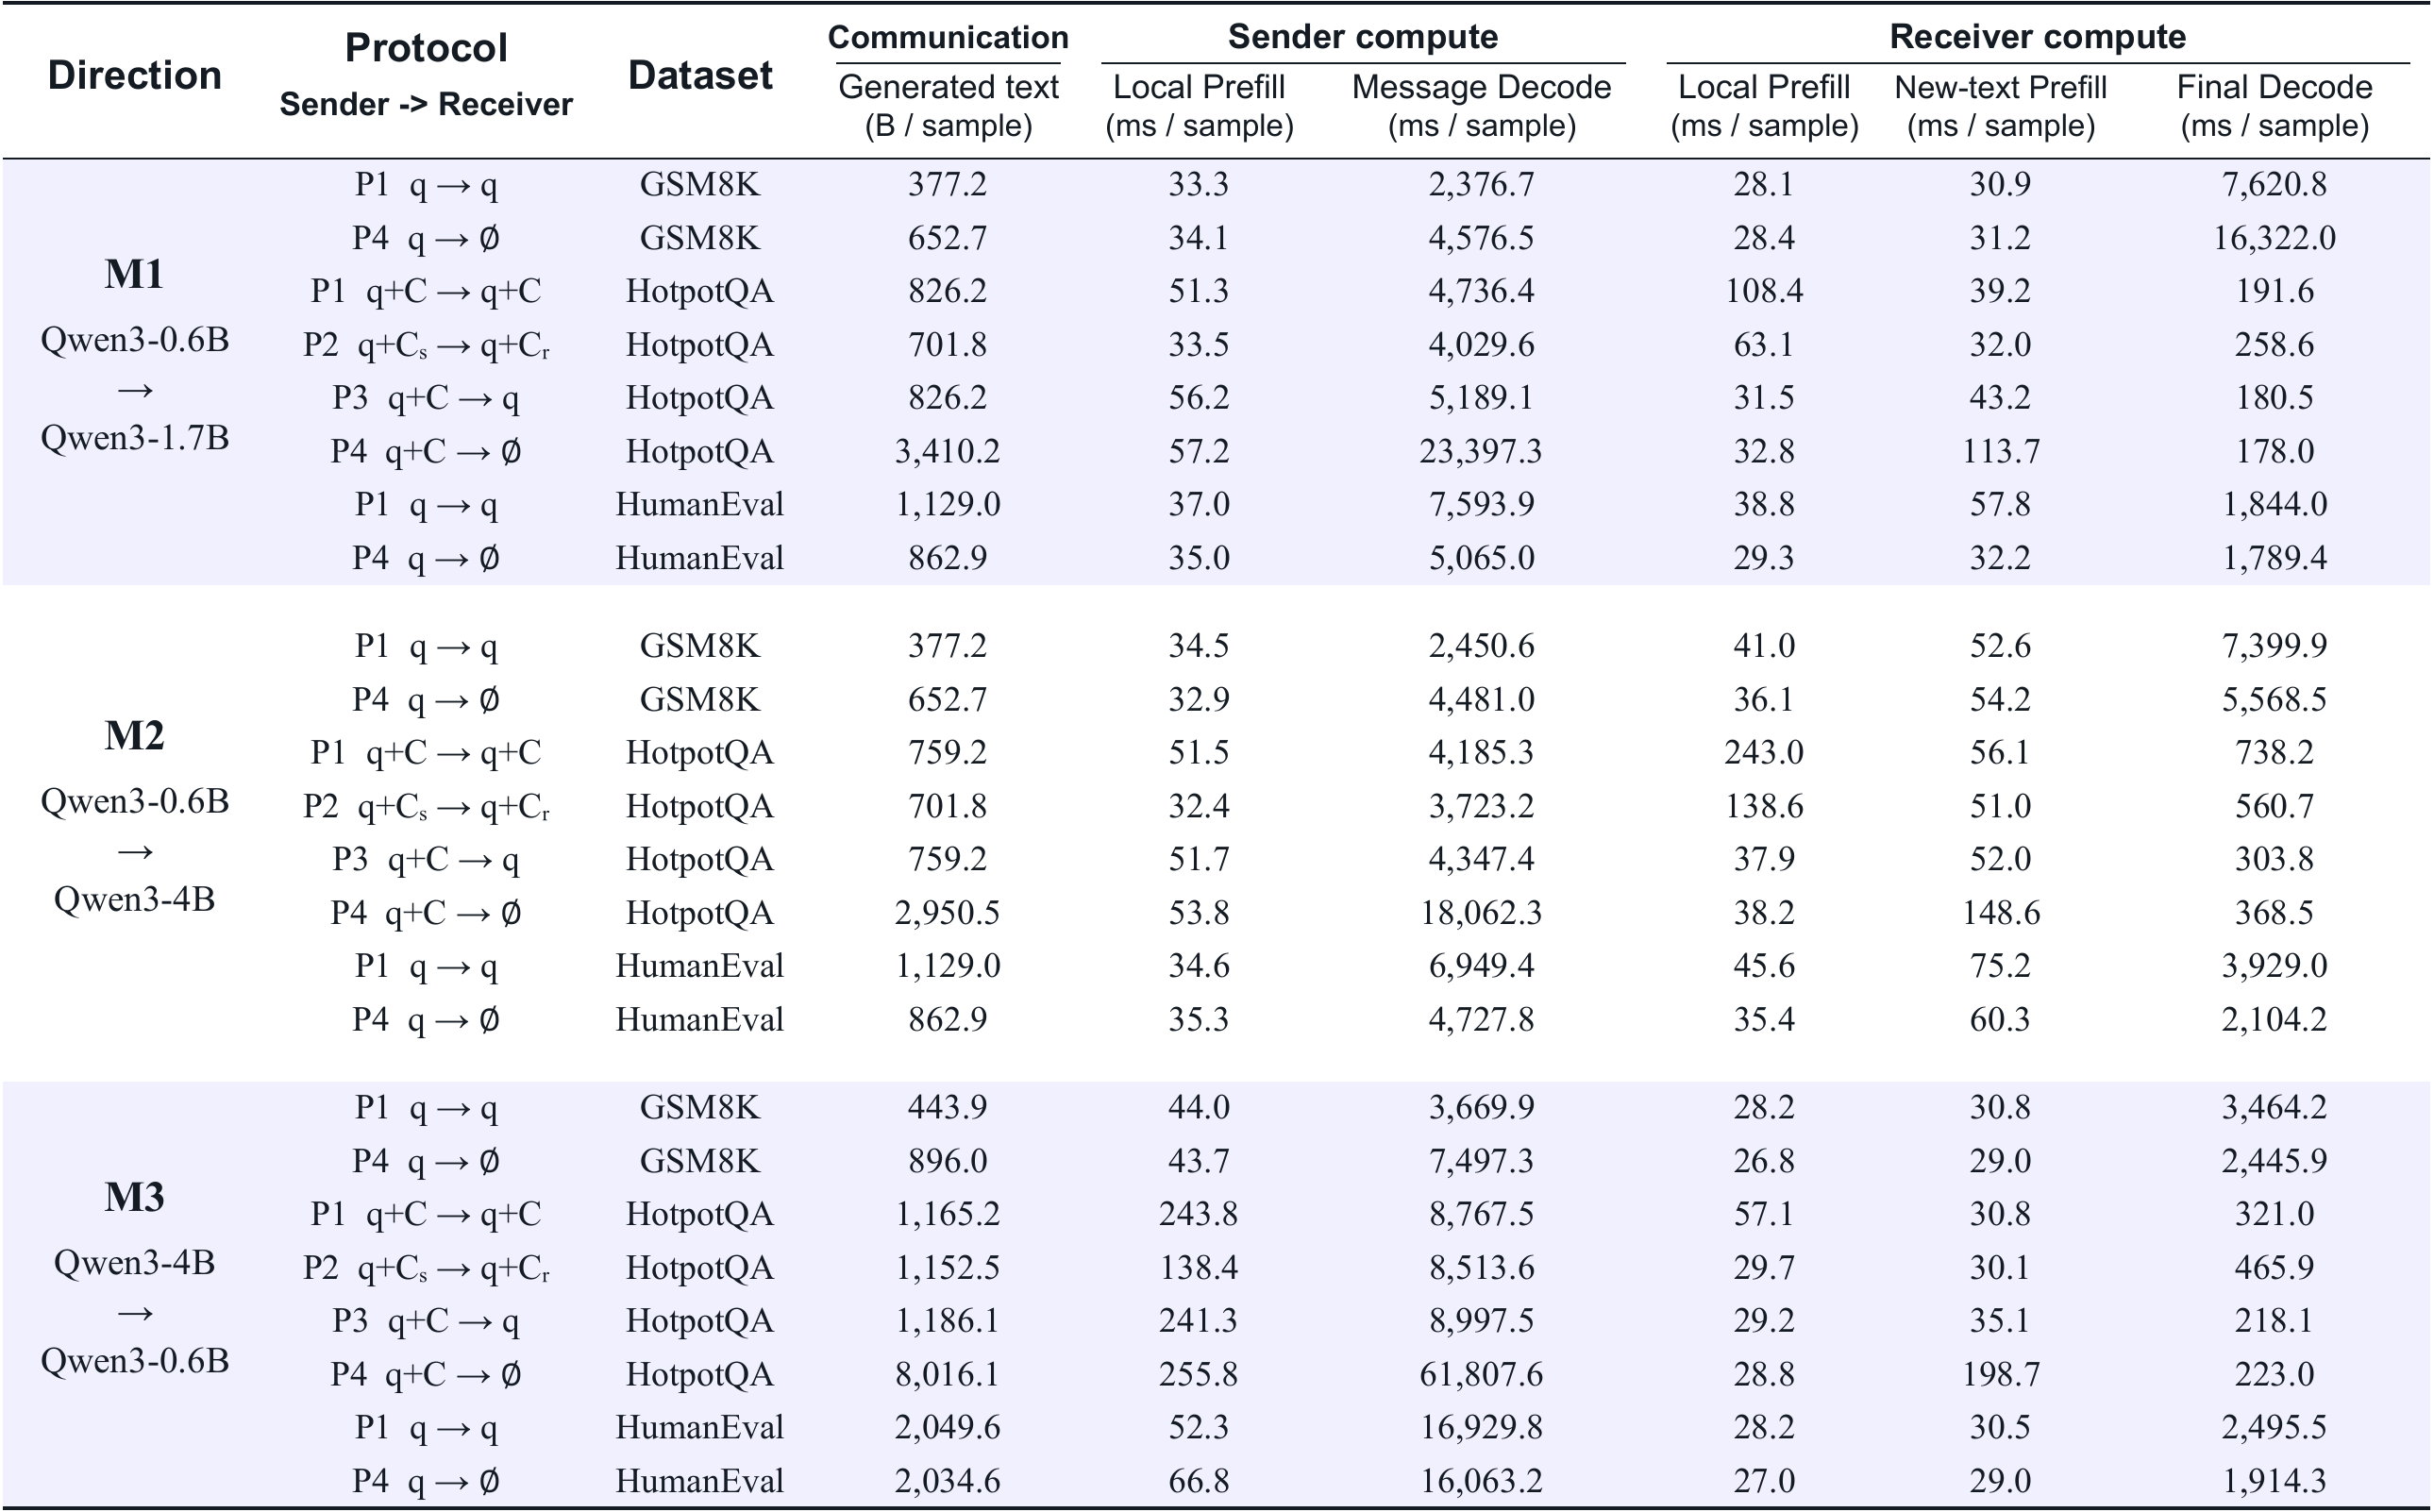 Direction Protocol Sender -> Receiver Dataset Communication Sender compute Receiver compute
Generated text (B / sample) Local Prefill (ms / sample) Message Decode (ms / sample) Local Prefill (ms / sample) New-text Prefill (ms / sample) Final Decode (ms / sample)
M1
Qwen3-0.6B
→
Qwen3-1.7B
P1 q → q GSM8K 377.2 33.3 2,376.7 28.1 30.9 7,620.8
P4 q → ∅ GSM8K 652.7 34.1 4,576.5 28.4 31.2 16,322.0
P1 q+C → q+C HotpotQA 826.2 51.3 4,736.4 108.4 39.2 191.6
P2 q+Cₛ → q+Cᵣ HotpotQA 701.8 33.5 4,029.6 63.1 32.0 258.6
P3 q+C → q HotpotQA 826.2 56.2 5,189.1 31.5 43.2 180.5
P4 q+C → ∅ HotpotQA 3,410.2 57.2 23,397.3 32.8 113.7 178.0
P1 q → q HumanEval 1,129.0 37.0 7,593.9 38.8 57.8 1,844.0
P4 q → ∅ HumanEval 862.9 35.0 5,065.0 29.3 32.2 1,789.4
M2
Qwen3-0.6B
→
Qwen3-4B
P1 q → q GSM8K 377.2 34.5 2,450.6 41.0 52.6 7,399.9
P4 q → ∅ GSM8K 652.7 32.9 4,481.0 36.1 54.2 5,568.5
P1 q+C → q+C HotpotQA 759.2 51.5 4,185.3 243.0 56.1 738.2
P2 q+Cₛ → q+Cᵣ HotpotQA 701.8 32.4 3,723.2 138.6 51.0 560.7
P3 q+C → q HotpotQA 759.2 51.7 4,347.4 37.9 52.0 303.8
P4 q+C → ∅ HotpotQA 2,950.5 53.8 18,062.3 38.2 148.6 368.5
P1 q → q HumanEval 1,129.0 34.6 6,949.4 45.6 75.2 3,929.0
P4 q → ∅ HumanEval 862.9 35.3 4,727.8 35.4 60.3 2,104.2
M3
Qwen3-4B
→
Qwen3-0.6B
P1 q → q GSM8K 443.9 44.0 3,669.9 28.2 30.8 3,464.2
P4 q → ∅ GSM8K 896.0 43.7 7,497.3 26.8 29.0 2,445.9
P1 q+C → q+C HotpotQA 1,165.2 243.8 8,767.5 57.1 30.8 321.0
P2 q+Cₛ → q+Cᵣ HotpotQA 1,152.5 138.4 8,513.6 29.7 30.1 465.9
P3 q+C → q HotpotQA 1,186.1 241.3 8,997.5 29.2 35.1 218.1
P4 q+C → ∅ HotpotQA 8,016.1 255.8 61,807.6 28.8 198.7 223.0
P1 q → q HumanEval 2,049.6 52.3 16,929.8 28.2 30.5 2,495.5
P4 q → ∅ HumanEval 2,034.6 66.8 16,063.2 27.0 29.0 1,914.3